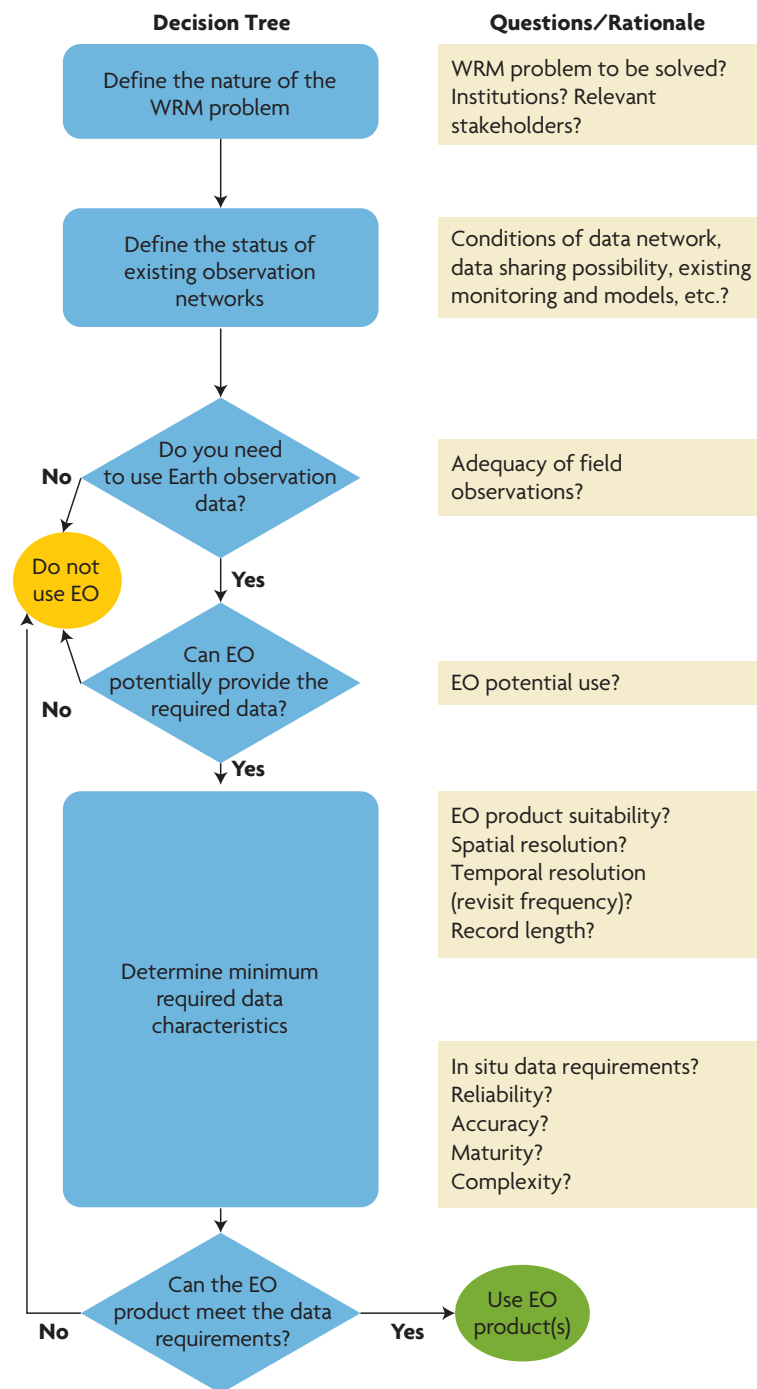 Decision Tree
Questions/Rationale
Define the nature of the
WRM problem
WRM problem to be solved?
Institutions? Relevant
stakeholders?
Define the status of
existing observation
networks
Conditions of data network,
data sharing possibility, existing
monitoring and models, etc.?
Do you need
to use Earth observation
data?
No
Adequacy of field
observations?
Do not
use EO
Yes
Can EO
potentially provide the
required data?
No
EO potential use?
Yes
EO product suitability?
Spatial resolution?
Temporal resolution
(revisit frequency)?
Record length?
Determine minimum
required data
characteristics
In situ data requirements?
Reliability?
Accuracy?
Maturity?
Complexity?
Can the EO
product meet the data
requirements?
No
Yes
Use EO
product(s)